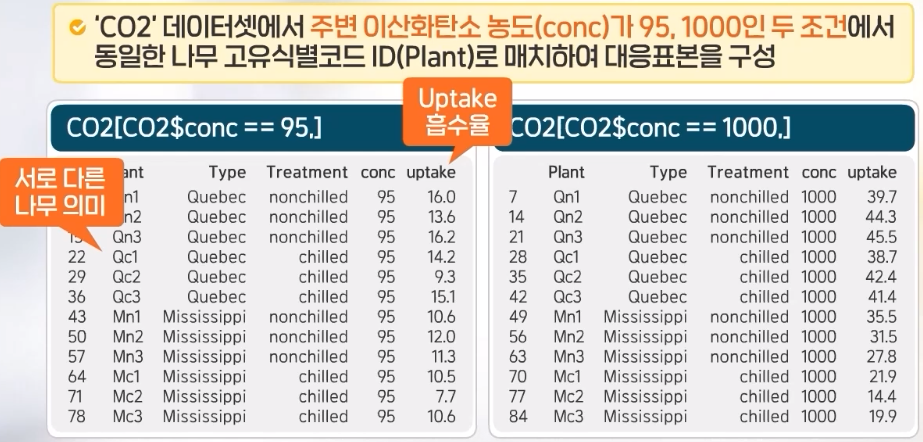 'CO2' 데이터셋에서 주변 이산화탄소 농도(conc)가 95, 1000인 두 조건에서
동일한 나무 고유식별코드 ID(Plant)로 매치하여 대응표본을 구성
Uptake
흡수율
CO2[CO2$conc == 95,]
서로 다른
나무 의미
ant Type Treatment conc uptake
n1 Quebec nonchilled 95 16.0
n2 Quebec nonchilled 95 13.6
15 Qn3 Quebec nonchilled 95 16.2
22 Qc1 Quebec chilled 95 14.2
29 Qc2 Quebec chilled 95 9.3
36 Qc3 Quebec chilled 95 15.1
43 Mn1 Mississippi nonchilled 95 10.6
50 Mn2 Mississippi nonchilled 95 12.0
57 Mn3 Mississippi nonchilled 95 11.3
64 Mc1 Mississippi chilled 95 10.5
71 Mc2 Mississippi chilled 95 7.7
78 Mc3 Mississippi chilled 95 10.6
CO2[CO2$conc == 1000,]
Plant Type Treatment conc uptake
7 Qn1 Quebec nonchilled 1000 39.7
14 Qn2 Quebec nonchilled 1000 44.3
21 Qn3 Quebec nonchilled 1000 45.5
28 Qc1 Quebec chilled 1000 38.7
35 Qc2 Quebec chilled 1000 42.4
42 Qc3 Quebec chilled 1000 41.4
49 Mn1 Mississippi nonchilled 1000 35.5
56 Mn2 Mississippi nonchilled 1000 31.5
63 Mn3 Mississippi nonchilled 1000 27.8
70 Mc1 Mississippi chilled 1000 21.9
77 Mc2 Mississippi chilled 1000 14.4
84 Mc3 Mississippi chilled 1000 19.9